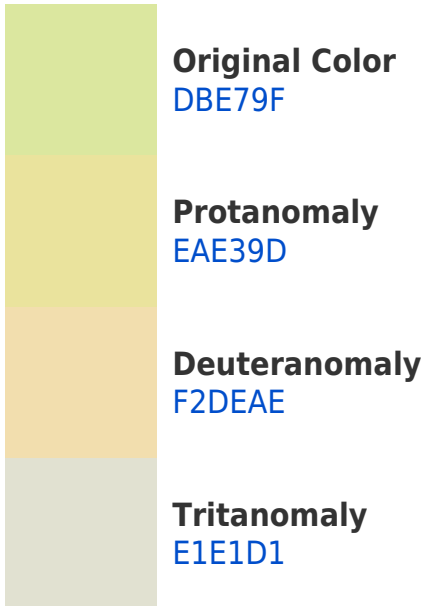 Original Color
DBE79F
Protanomaly
EAE39D
Deuteranomaly
F2DEAE
Tritanomaly
E1E1D1